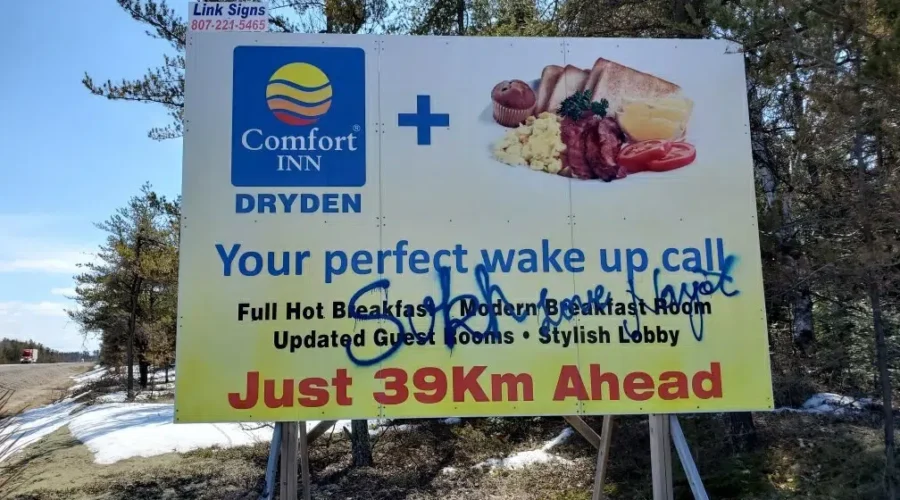 Link Signs
807-221-5465
Comfort
INN
DRYDEN
+
Your perfect wake up call
Full Hot Breakfast • Modern Breakfast Room
Updated Guest Rooms • Stylish Lobby
Just 39Km Ahead
Sukh